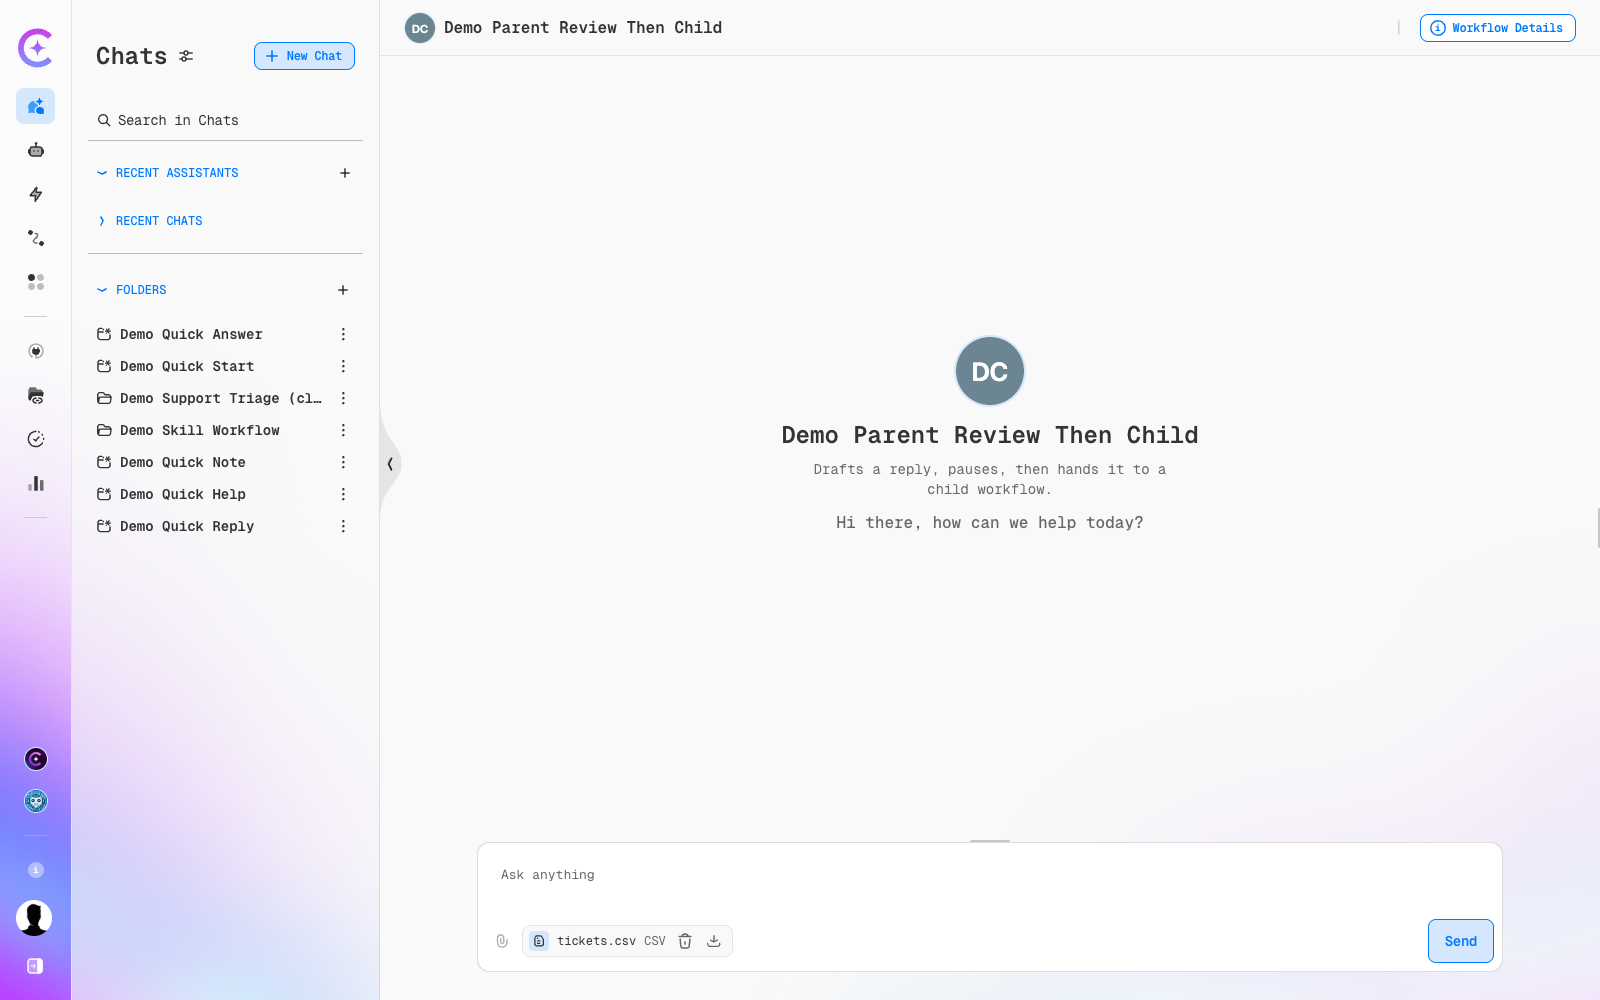 Chats
New Chat
Search in Chats
RECENT ASSISTANTS
RECENT CHATS
FOLDERS
Demo Quick Answer
Demo Quick Start
Demo Support Triage (cl…
Demo Skill Workflow
Demo Quick Note
Demo Quick Help
Demo Quick Reply
DC Demo Parent Review Then Child
Workflow Details
DC
Demo Parent Review Then Child
Drafts a reply, pauses, then hands it to a
child workflow.
Hi there, how can we help today?
Ask anything
tickets.csv CSV
Send